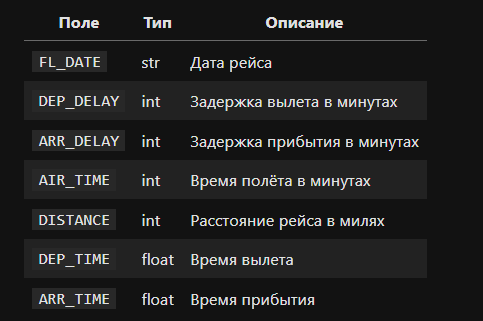 Поле Тип Описание
FL_DATE str Дата рейса
DEP_DELAY int Задержка вылета в минутах
ARR_DELAY int Задержка прибытия в минутах
AIR_TIME int Время полёта в минутах
DISTANCE int Расстояние рейса в милях
DEP_TIME float Время вылета
ARR_TIME float Время прибытия